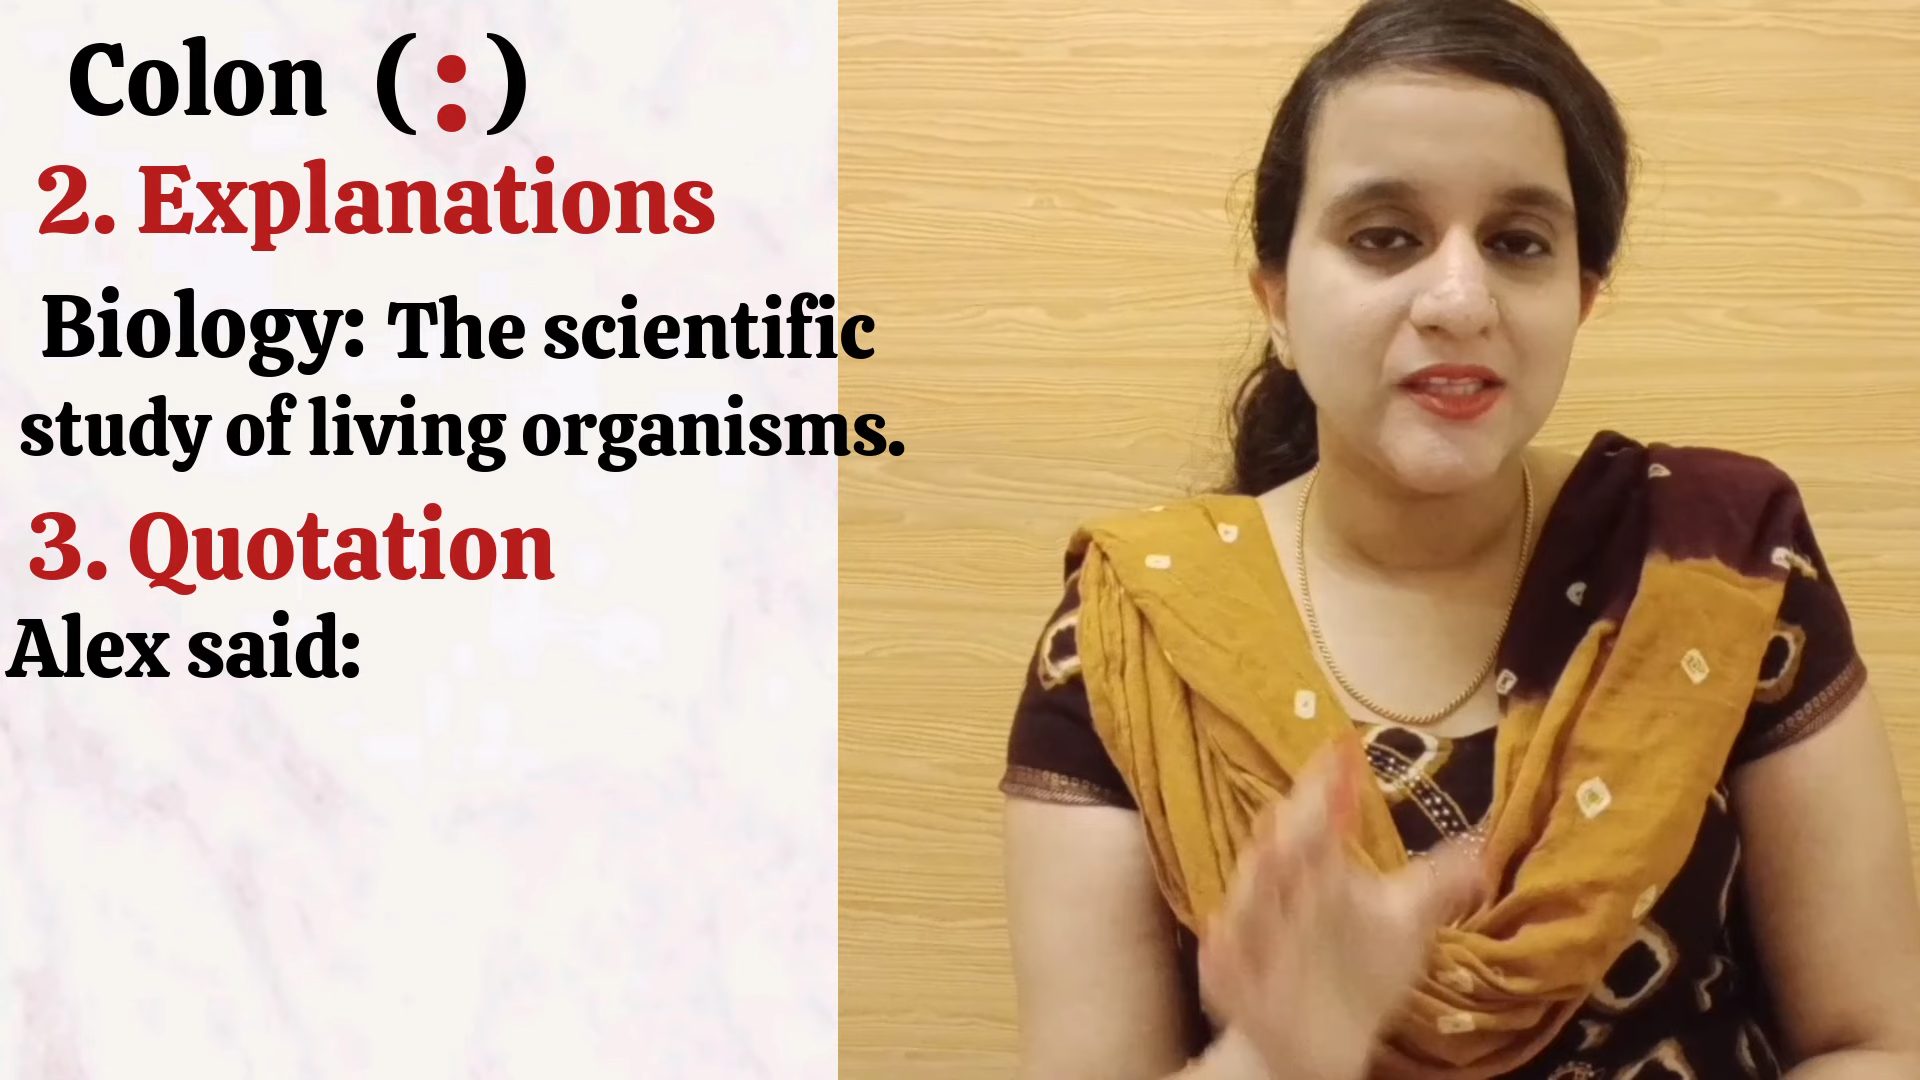 Colon (:)
2. Explanations
Biology: The scientific
study of living organisms.
3. Quotation
Alex said: